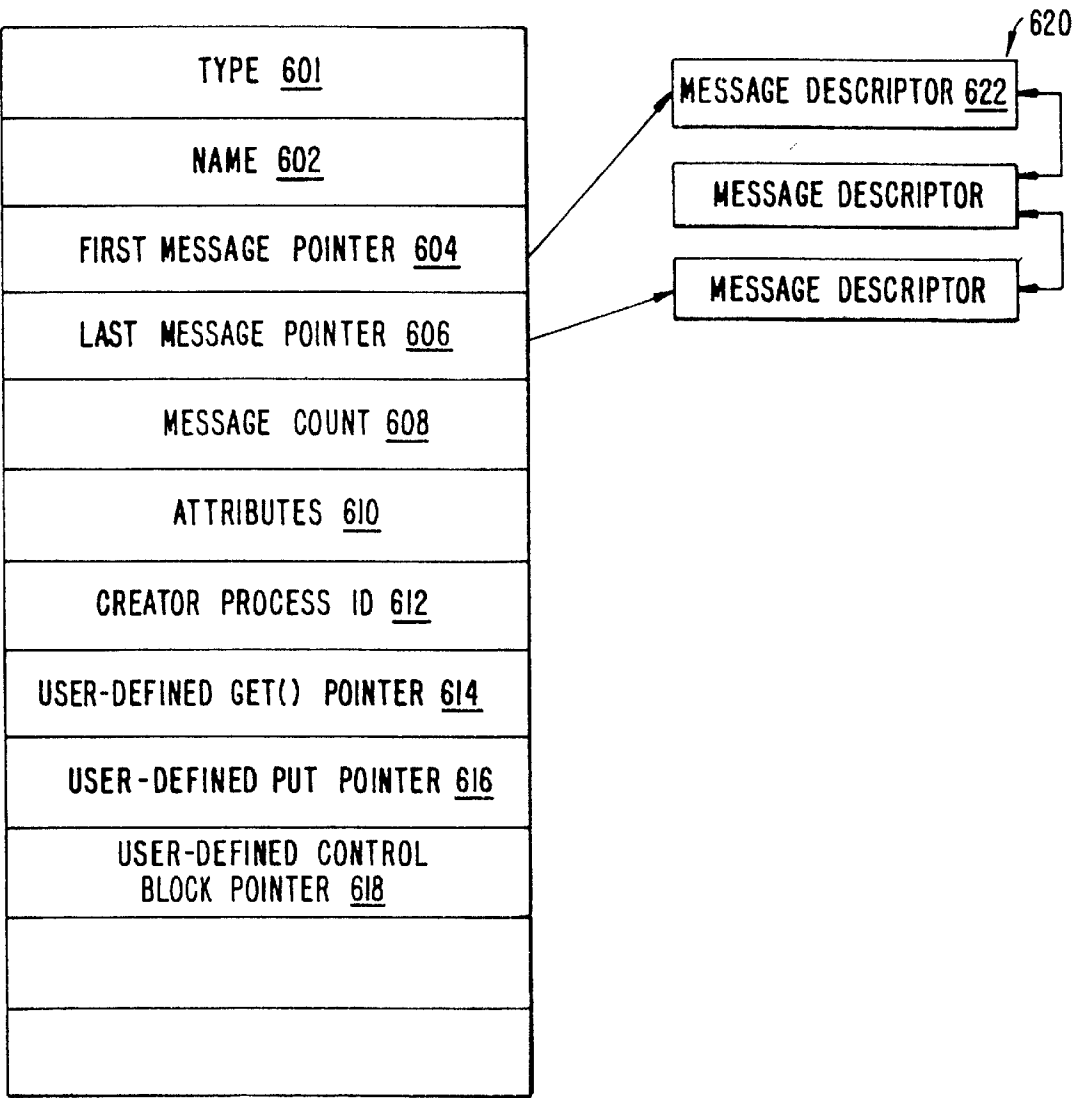 TYPE 601
NAME 602
FIRST MESSAGE POINTER 604
LAST MESSAGE POINTER 606
MESSAGE COUNT 608
ATTRIBUTES 610
CREATOR PROCESS ID 612
USER-DEFINED GET() POINTER 614
USER-DEFINED PUT POINTER 616
USER-DEFINED CONTROL
BLOCK POINTER 618
620
MESSAGE DESCRIPTOR 622
MESSAGE DESCRIPTOR
MESSAGE DESCRIPTOR